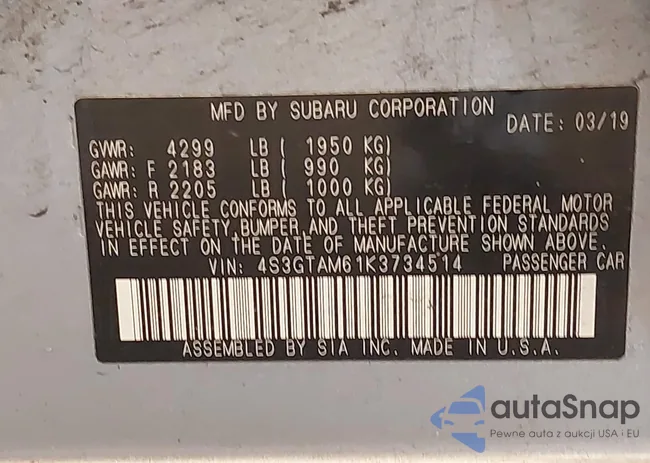 MFD BY SUBARU CORPORATION
DATE: 03/19
GVWR: 4299 LB ( 1950 KG)
GAWR: F 2183 LB ( 990 KG)
GAWR: R 2205 LB ( 1000 KG)
THIS VEHICLE CONFORMS TO ALL APPLICABLE FEDERAL MOTOR
VEHICLE SAFETY, BUMPER, AND THEFT PREVENTION STANDARDS
IN EFFECT ON THE DATE OF MANUFACTURE SHOWN ABOVE.
VIN: 4S3GTAM61K3734514 PASSENGER CAR
ASSEMBLED BY SIA INC. MADE IN U.S.A.
autaSnap
Pewne auta z aukcji USA i EU